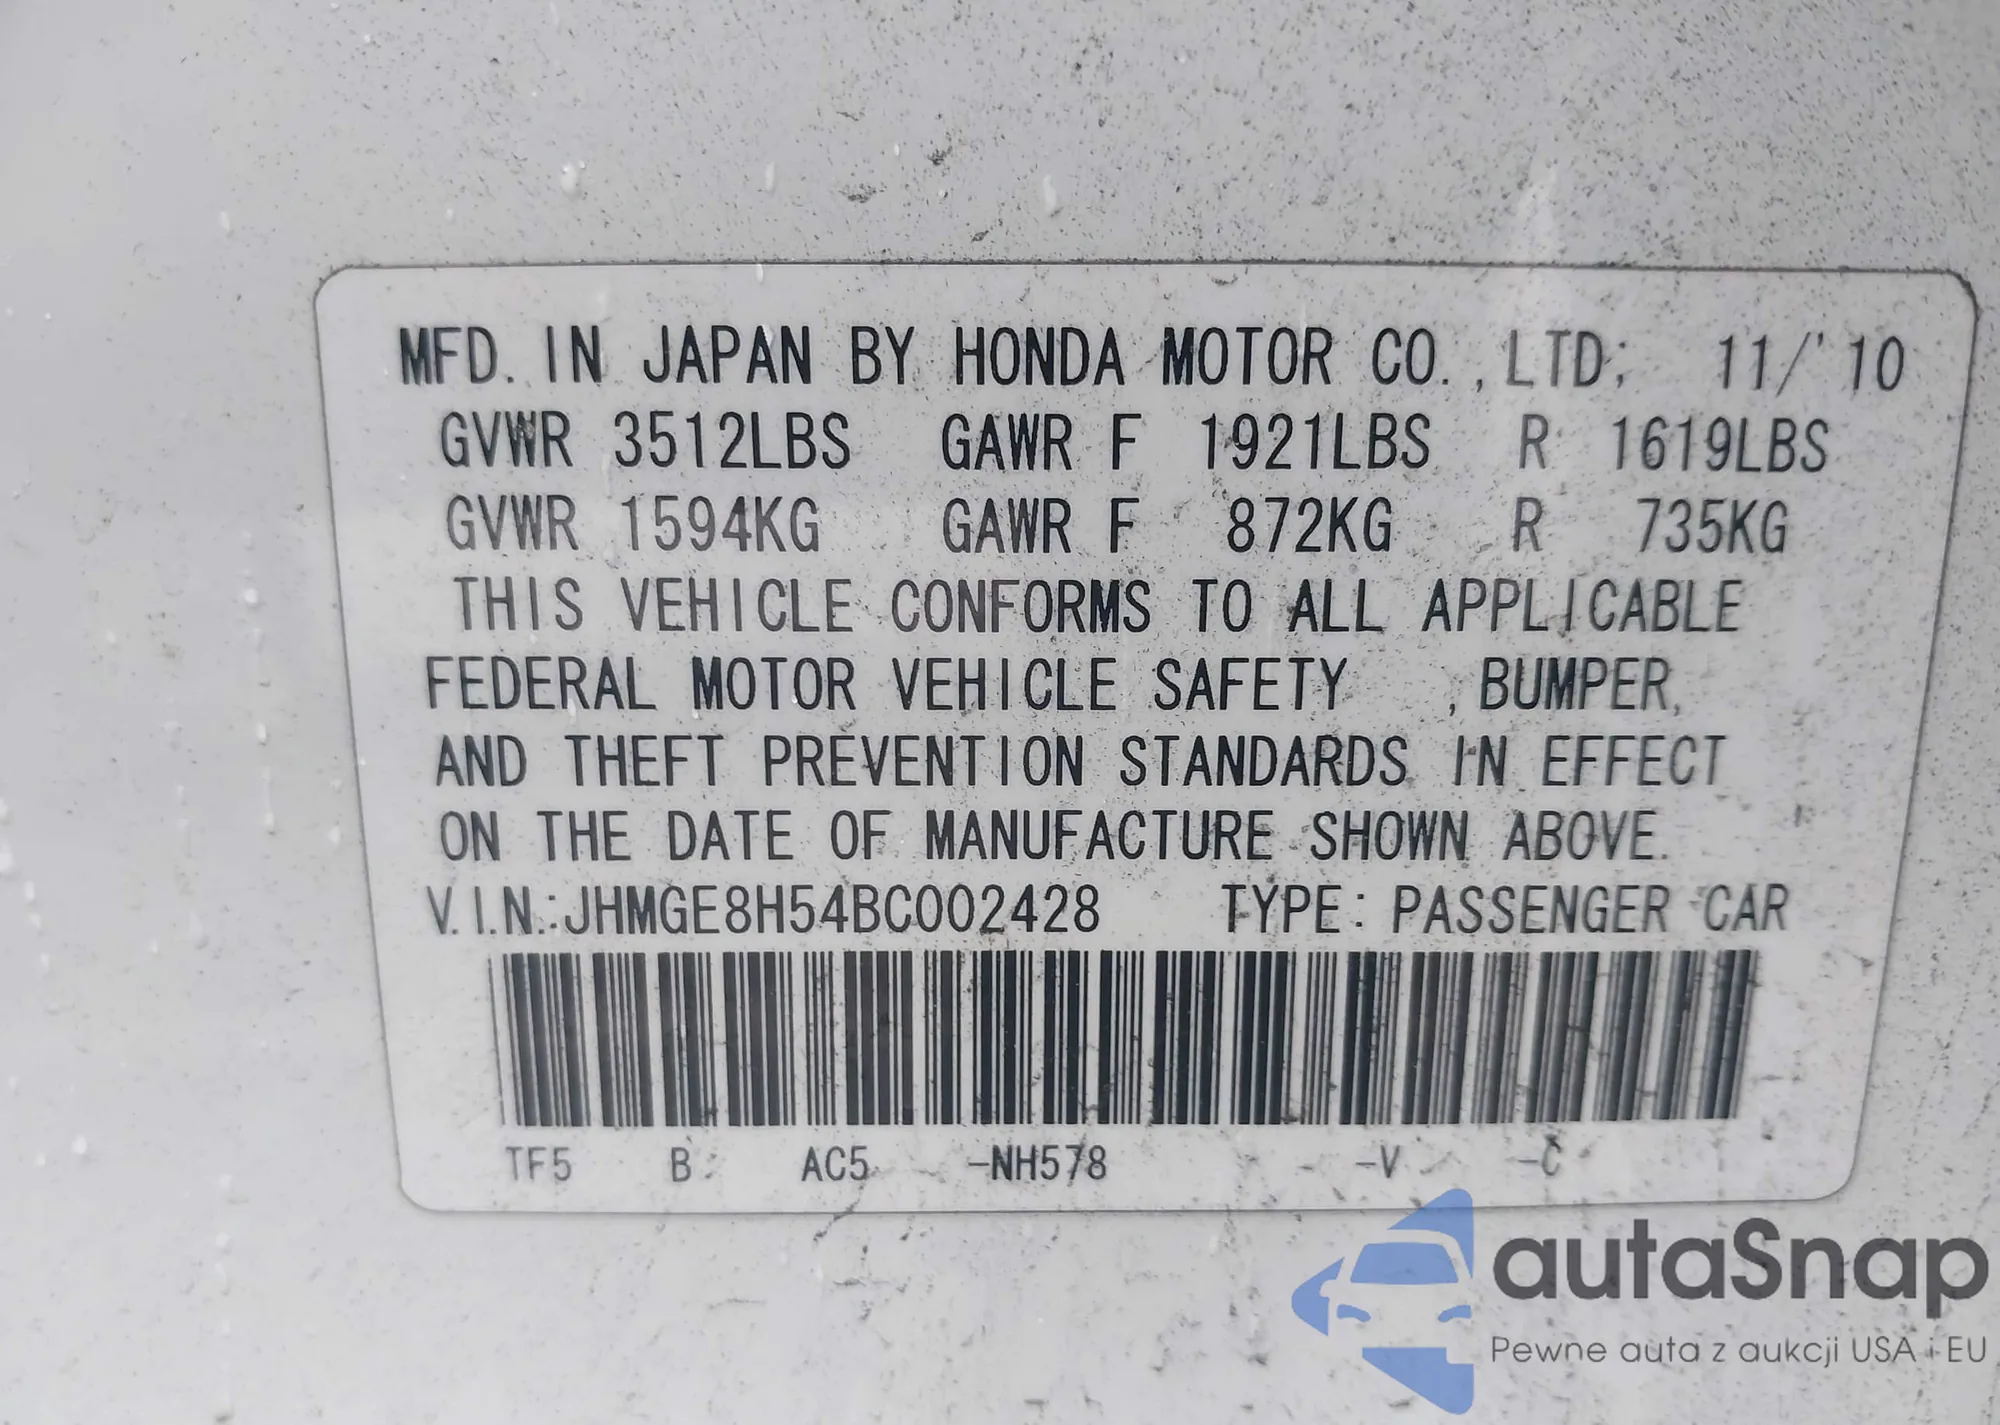 MFD. IN JAPAN BY HONDA MOTOR CO.,LTD; 11/'10
GVWR 3512LBS GAWR F 1921LBS R 1619LBS
GVWR 1594KG GAWR F 872KG R 735KG
THIS VEHICLE CONFORMS TO ALL APPLICABLE
FEDERAL MOTOR VEHICLE SAFETY ,BUMPER,
AND THEFT PREVENTION STANDARDS IN EFFECT
ON THE DATE OF MANUFACTURE SHOWN ABOVE.
V.I.N.:JHMGE8H54BC002428 TYPE: PASSENGER CAR
TF5 B AC5 -NH578 -V -C
autaSnap
Pewne auta z aukcji USA i EU